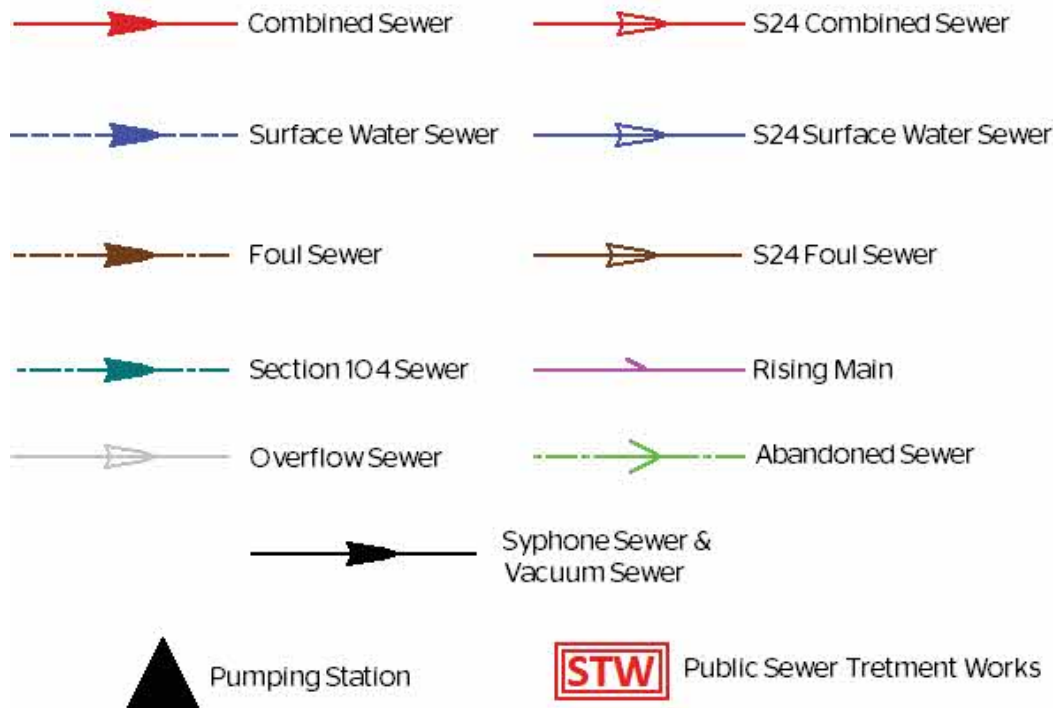 Combined Sewer
S24 Combined Sewer
Surface Water Sewer
S24 Surface Water Sewer
Foul Sewer
S24 Foul Sewer
Section 104 Sewer
Rising Main
Overflow Sewer
Abandoned Sewer
Syphone Sewer &
Vacuum Sewer
Pumping Station
STW
Public Sewer Tretment Works